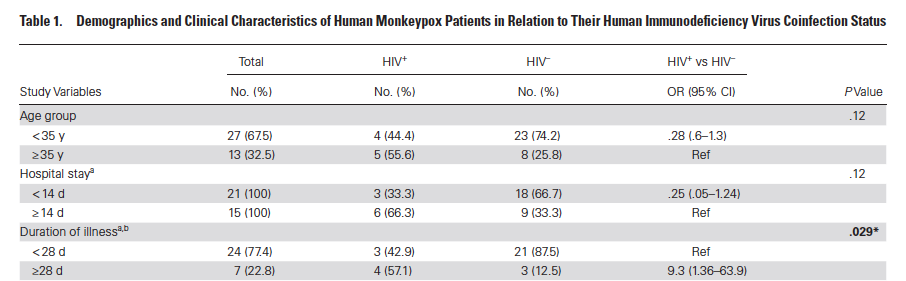 Table 1. Demographics and Clinical Characteristics of Human Monkeypox Patients in Relation to Their Human Immunodeficiency Virus Coinfection Status
Total HIV+ HIV− HIV+ vs HIV−
Study Variables No. (%) No. (%) No. (%) OR (95% CI) P Value
Age group .12
<35 y 27 (67.5) 4 (44.4) 23 (74.2) .28 (.6–1.3)
≥35 y 13 (32.5) 5 (55.6) 8 (25.8) Ref
Hospital stayᵃ .12
<14 d 21 (100) 3 (33.3) 18 (66.7) .25 (.05–1.24)
≥14 d 15 (100) 6 (66.3) 9 (33.3) Ref
Duration of illnessᵃ,ᵇ .029*
<28 d 24 (77.4) 3 (42.9) 21 (87.5) Ref
≥28 d 7 (22.8) 4 (57.1) 3 (12.5) 9.3 (1.36–63.9)